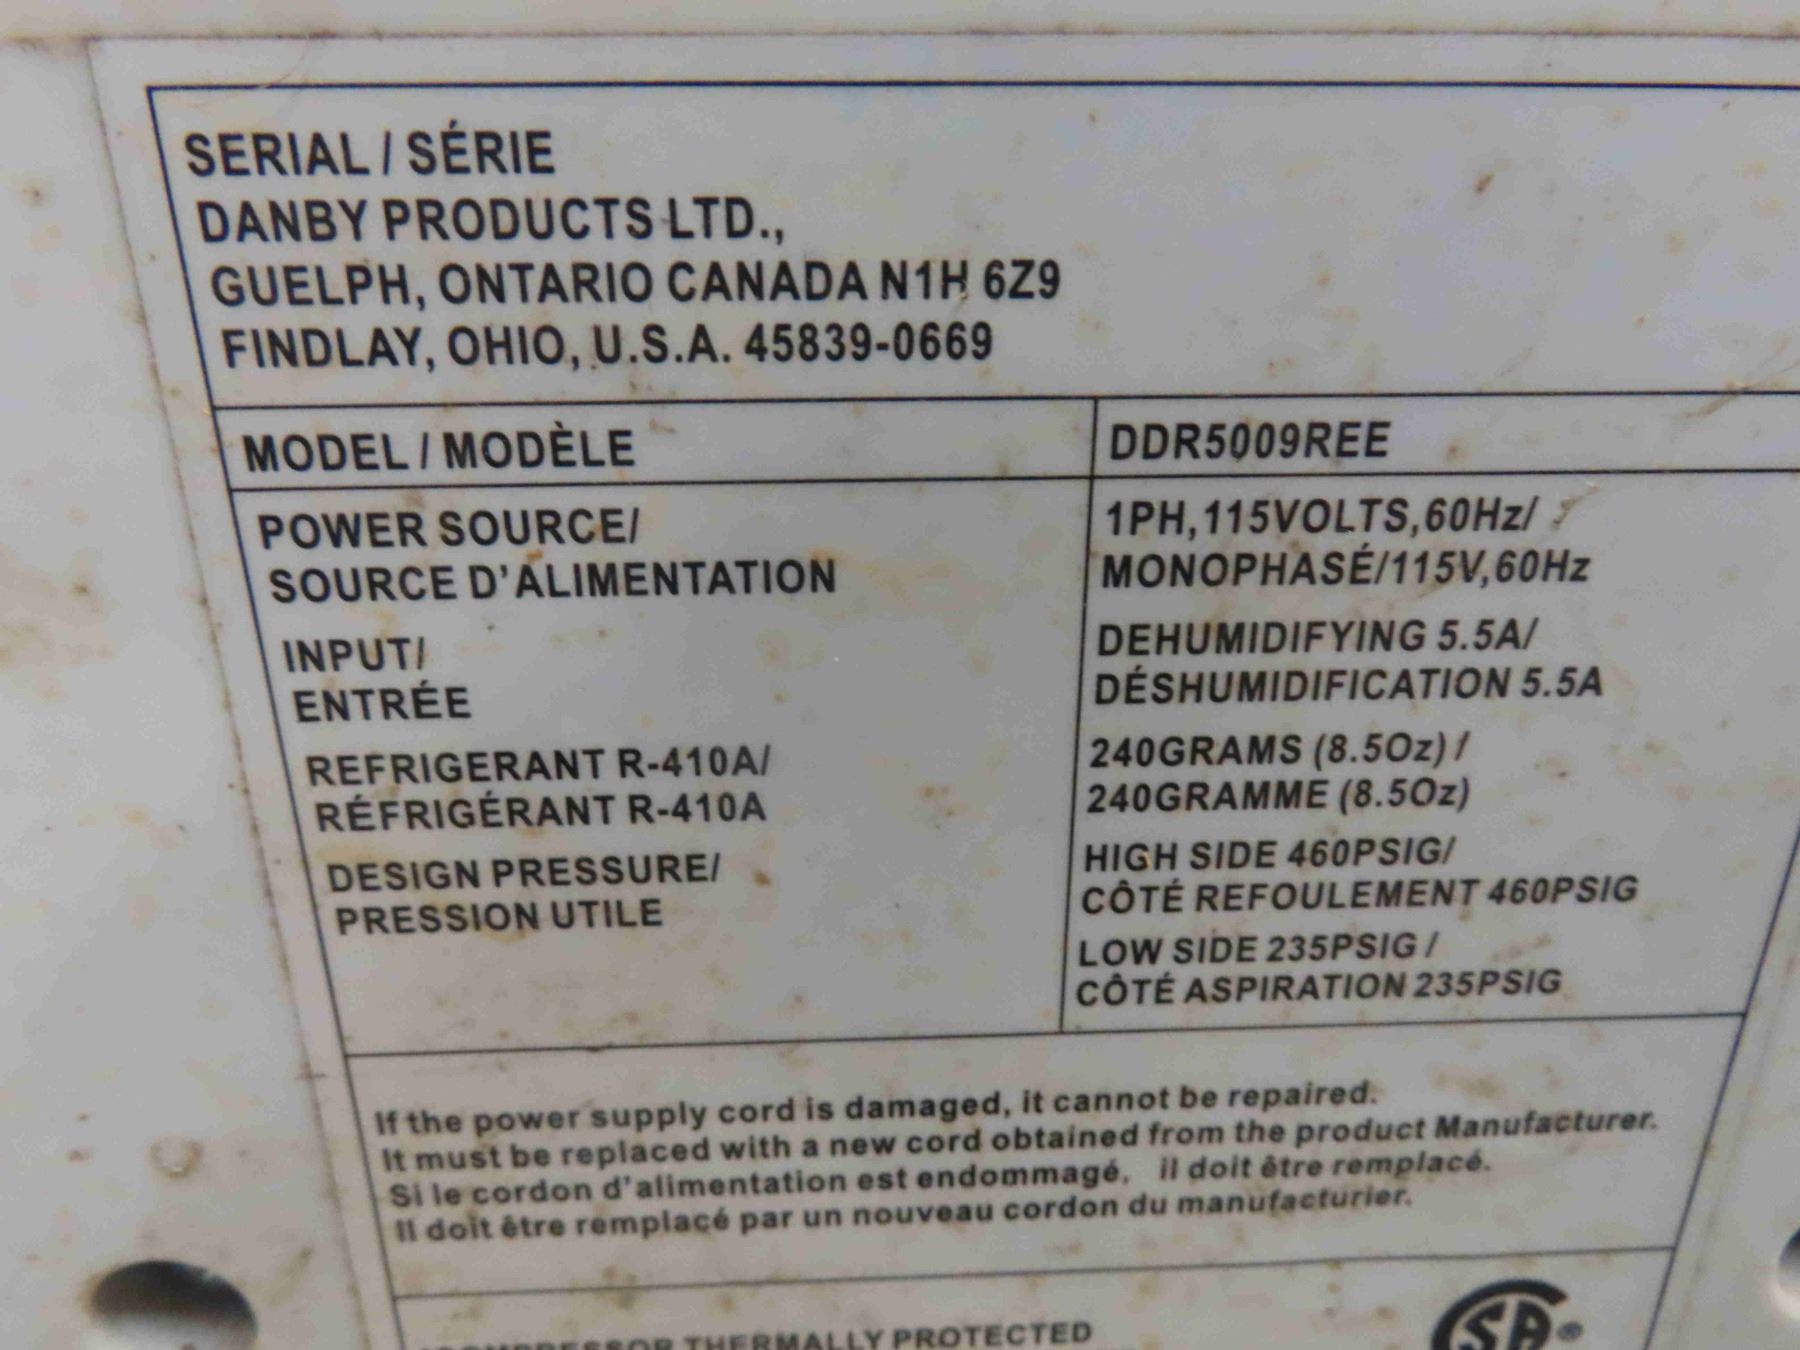 SERIAL / SÉRIE
DANBY PRODUCTS LTD.,
GUELPH, ONTARIO CANADA N1H 6Z9
FINDLAY, OHIO, U.S.A. 45839-0669
MODEL / MODÈLE DDR5009REE
POWER SOURCE/ 1PH,115VOLTS,60Hz/
SOURCE D'ALIMENTATION MONOPHASÉ/115V,60Hz
INPUT/ DEHUMIDIFYING 5.5A/
ENTRÉE DÉSHUMIDIFICATION 5.5A
REFRIGERANT R-410A/ 240GRAMS (8.5Oz) /
RÉFRIGÉRANT R-410A 240GRAMME (8.5Oz)
DESIGN PRESSURE/ HIGH SIDE 460PSIG/
PRESSION UTILE CÔTÉ REFOULEMENT 460PSIG
LOW SIDE 235PSIG /
CÔTÉ ASPIRATION 235PSIG
If the power supply cord is damaged, it cannot be repaired.
It must be replaced with a new cord obtained from the product Manufacturer.
Si le cordon d'alimentation est endommagé, il doit être remplacé.
Il doit être remplacé par un nouveau cordon du manufacturier.
COMPRESSOR THERMALLY PROTECTED
SA®